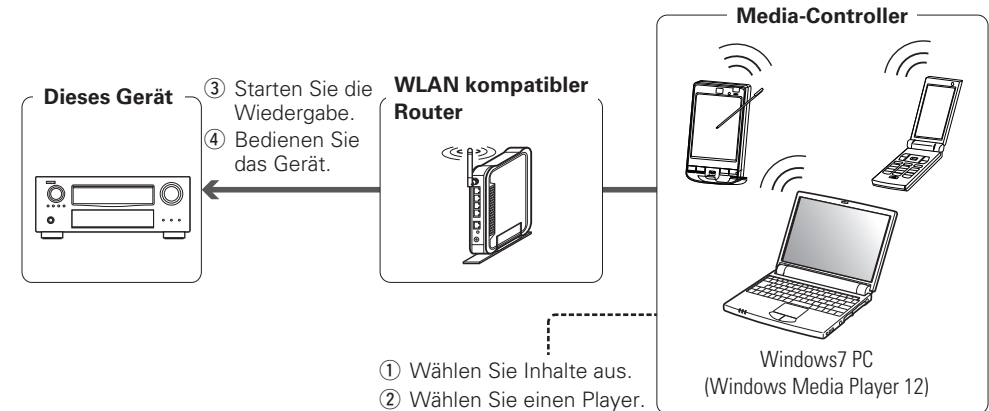 Media-Controller
Dieses Gerät
③ Starten Sie die
Wiedergabe.
④ Bedienen Sie
das Gerät.
WLAN kompatibler
Router
① Wählen Sie Inhalte aus.
② Wählen Sie einen Player.
Windows7 PC
(Windows Media Player 12)